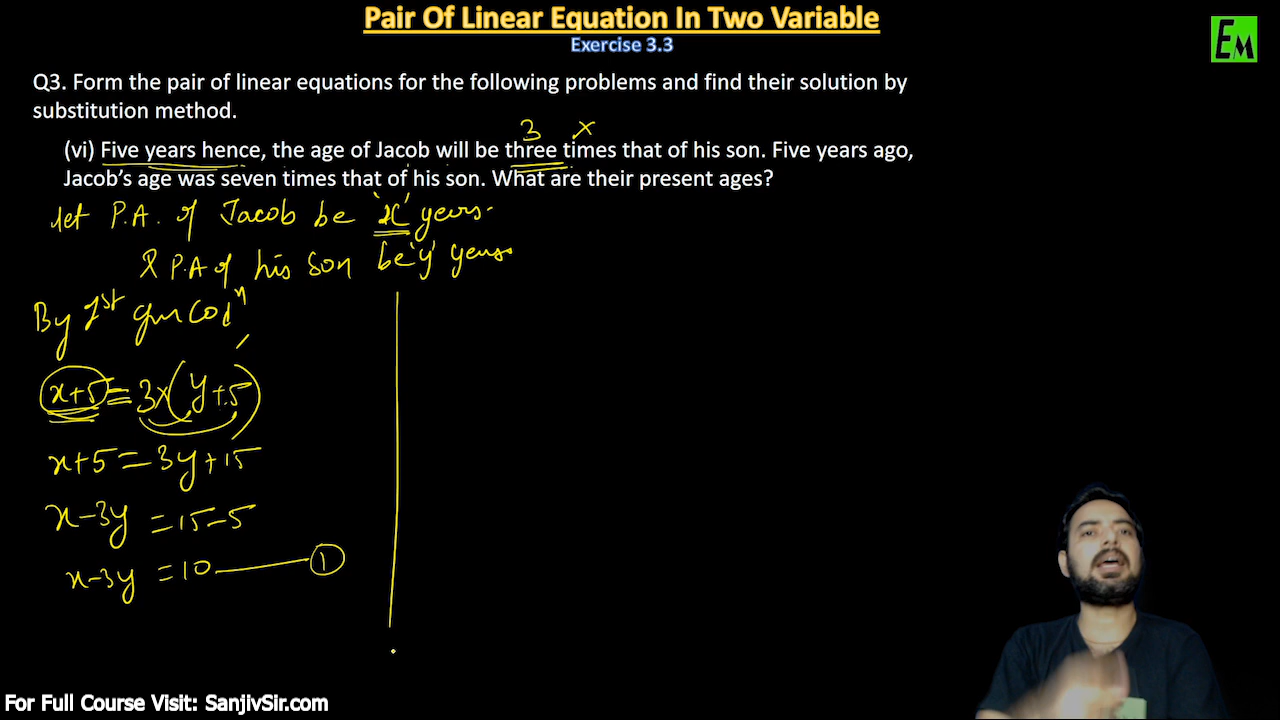 Pair Of Linear Equation In Two Variable
Exercise 3.3
EM
Q3. Form the pair of linear equations for the following problems and find their solution by
substitution method.
3 ×
(vi) Five years hence, the age of Jacob will be three times that of his son. Five years ago,
Jacob's age was seven times that of his son. What are their present ages?
let P.A. of Jacob be 'x' years.
& P.A of his son be 'y' years
By 1st gvn codn
x+5 = 3×(y+5)
x+5 = 3y+15
x-3y = 15-5
x-3y = 10 ①
For Full Course Visit: SanjivSir.com